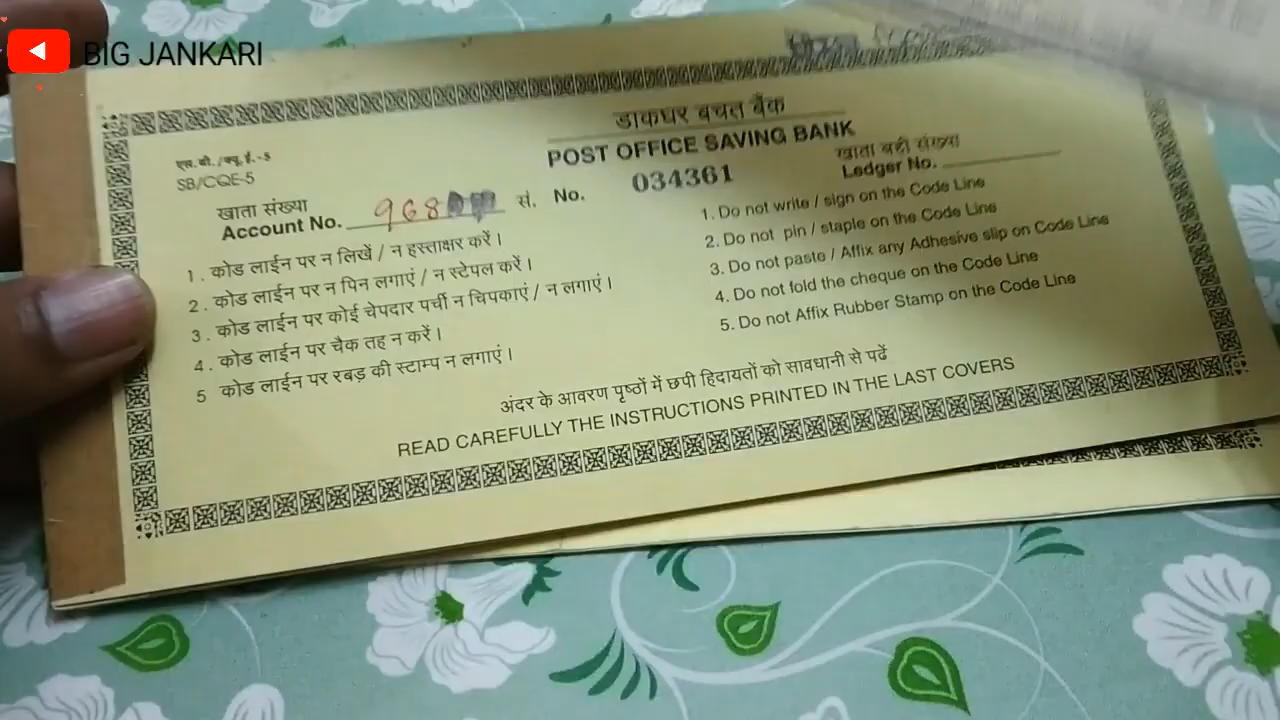 BIG JANKARI
डाकघर बचत बैंक
POST OFFICE SAVING BANK
एस.बी./क्यू.ई.-5
SB/CQE-5
खाता संख्या
Account No. 968 सं. No. 034361
खाता बही संख्या
Ledger No.
1. कोड लाईन पर न लिखें / न हस्ताक्षर करें।
2. कोड लाईन पर न पिन लगाएं / न स्टेपल करें।
3. कोड लाईन पर कोई चेपदार पर्ची न चिपकाएं / न लगाएं।
4. कोड लाईन पर चैक तह न करें।
5 कोड लाईन पर रबड़ की स्टाम्प न लगाएं।
1. Do not write / sign on the Code Line
2. Do not pin / staple on the Code Line
3. Do not paste / Affix any Adhesive slip on Code Line
4. Do not fold the cheque on the Code Line
5. Do not Affix Rubber Stamp on the Code Line
अंदर के आवरण पृष्ठों में छपी हिदायतों को सावधानी से पढें
READ CAREFULLY THE INSTRUCTIONS PRINTED IN THE LAST COVERS